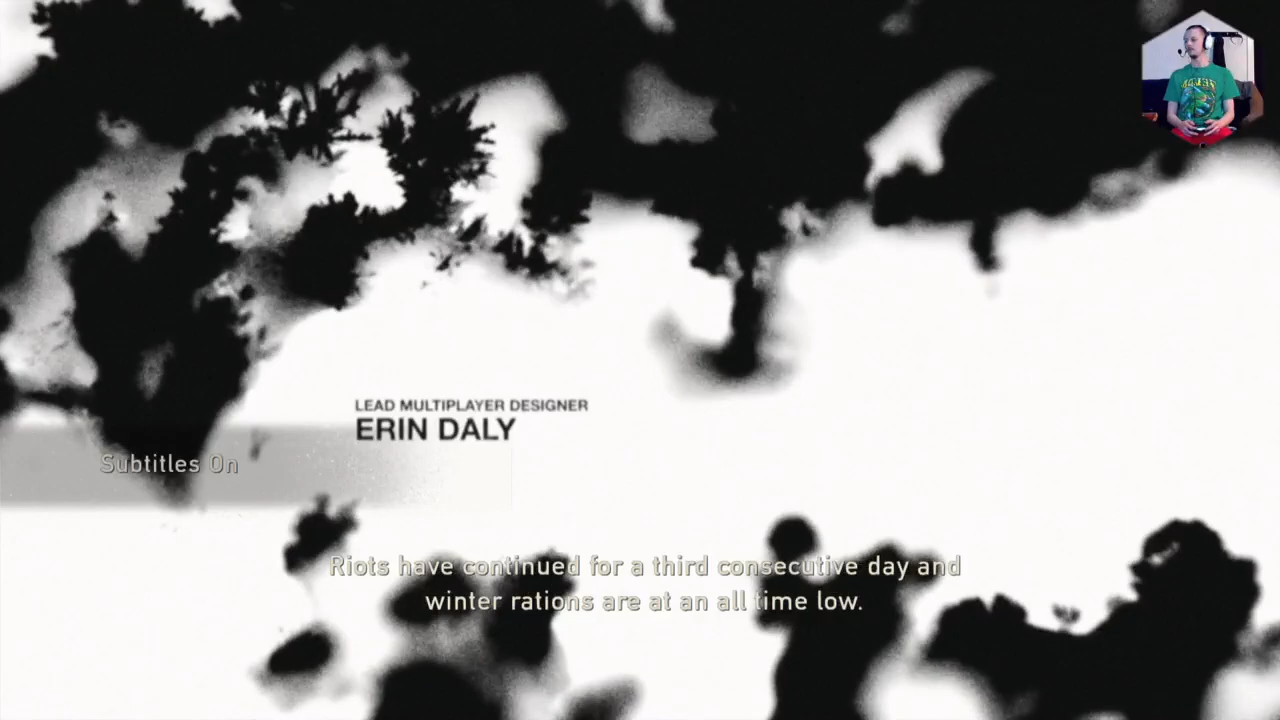 LEAD MULTIPLAYER DESIGNER
ERIN DALY
Subtitles On
Riots have continued for a third consecutive day and
winter rations are at an all time low.